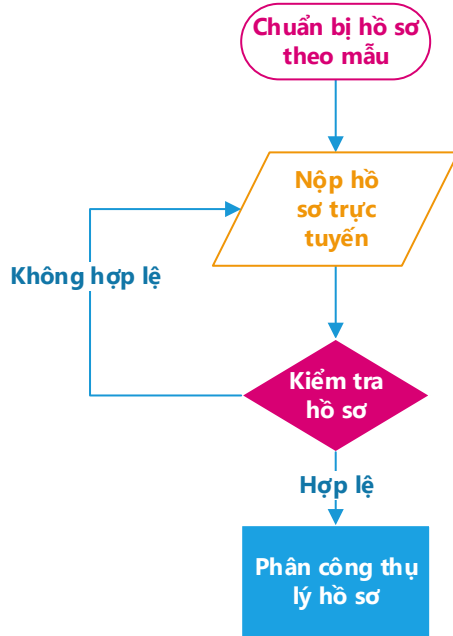 Chuẩn bị hồ sơ
theo mẫu
Nộp hồ
sơ trực
tuyến
Không hợp lệ
Kiểm tra
hồ sơ
Hợp lệ
Phân công thụ
lý hồ sơ